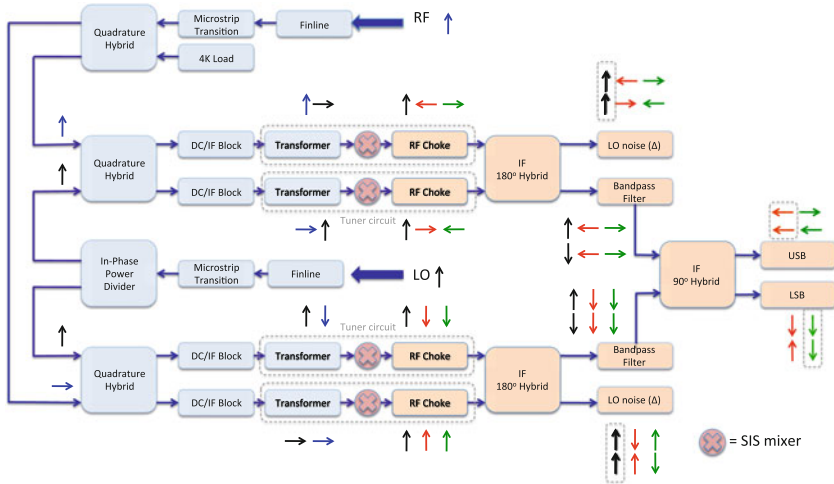 RF
Quadrature
Hybrid
Microstrip
Transition
Finline
4K Load
Quadrature
Hybrid
DC/IF Block
Transformer
RF Choke
IF
180° Hybrid
LO noise (Δ)
DC/IF Block
Transformer
RF Choke
Bandpass
Filter
Tuner circuit
In-Phase
Power
Divider
Microstrip
Transition
Finline
LO
IF
90° Hybrid
USB
LSB
Tuner circuit
Quadrature
Hybrid
DC/IF Block
Transformer
RF Choke
IF
180° Hybrid
Bandpass
Filter
DC/IF Block
Transformer
RF Choke
LO noise (Δ)
= SIS mixer